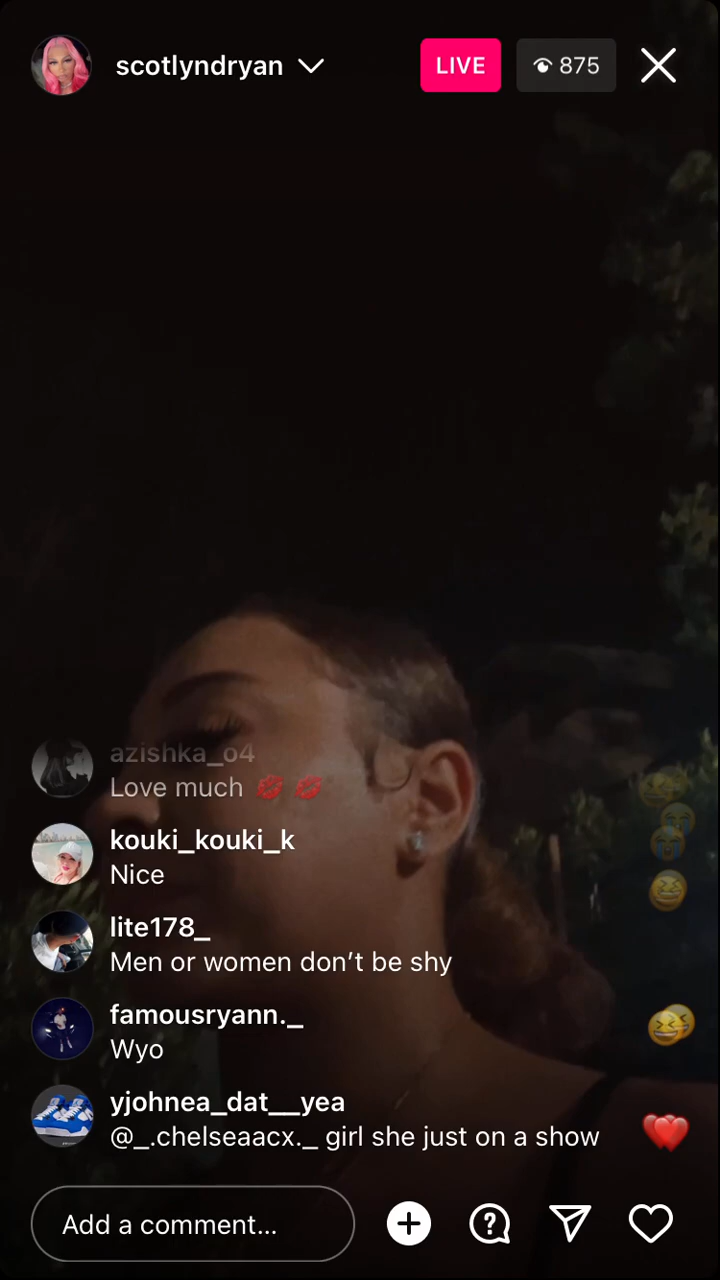 scotlyndryan
LIVE
875
azishka_o4
Love much 💋 💋
kouki_kouki_k
Nice
lite178_
Men or women don’t be shy
famousryann._
Wyo
yjohnea_dat__yea
@_.chelseaacx._ girl she just on a show
Add a comment...